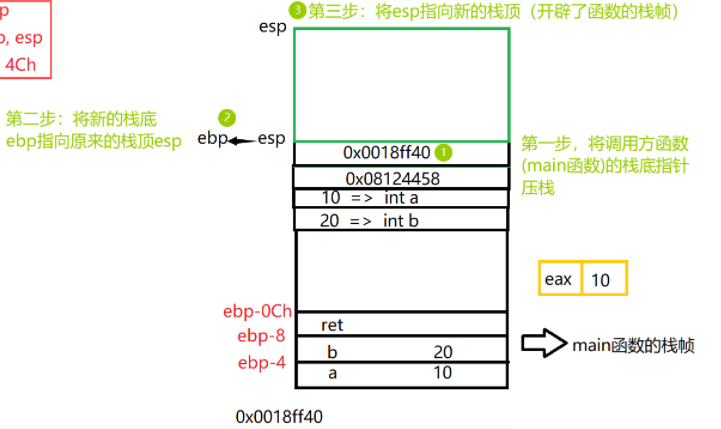 ③第三步：将esp指向新的栈顶（开辟了函数的栈帧）
esp
p
o, esp
4Ch
第二步：将新的栈底
ebp指向原来的栈顶esp
②
ebp
esp
0x0018ff40 ①
第一步，将调用方函数
(main函数)的栈底指针
压栈
0x08124458
10 => int a
20 => int b
eax 10
ebp-0Ch
ret
ebp-8
b 20
ebp-4
a 10
main函数的栈帧
0x0018ff40